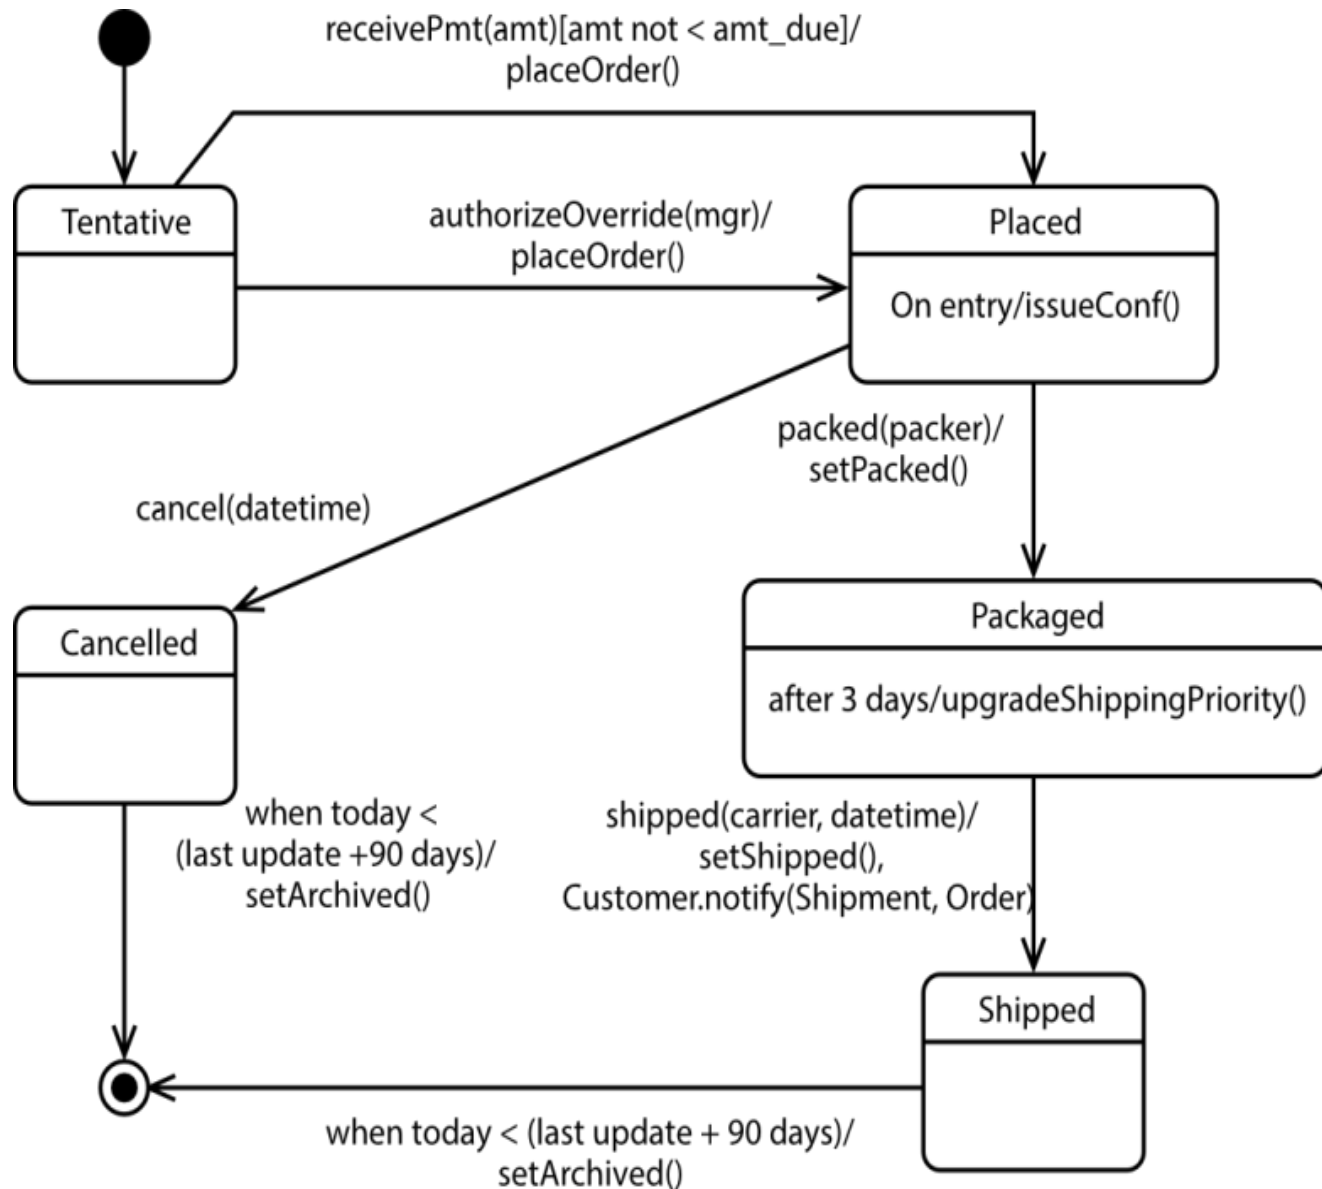 receivePmt(amt)[amt not < amt_due]/
placeOrder()
Tentative
authorizeOverride(mgr)/
placeOrder()
Placed
On entry/issueConf()
packed(packer)/
setPacked()
cancel(datetime)
Cancelled
Packaged
after 3 days/upgradeShippingPriority()
when today <
(last update +90 days)/
setArchived()
shipped(carrier, datetime)/
setShipped(),
Customer.notify(Shipment, Order)
Shipped
when today < (last update + 90 days)/
setArchived()